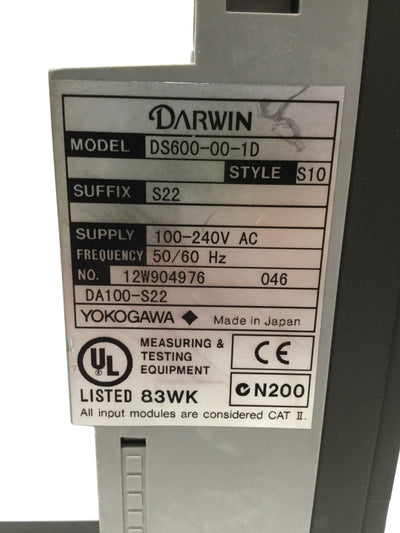 DARWIN
MODEL DS600-00-1D
STYLE S10
SUFFIX S22
SUPPLY 100-240V AC
FREQUENCY 50/60 Hz
NO. 12W904976 046
DA100-S22
YOKOGAWA ◆ Made in Japan
UL MEASURING &
TESTING
EQUIPMENT
CE
LISTED 83WK
N200
All input modules are considered CAT II.